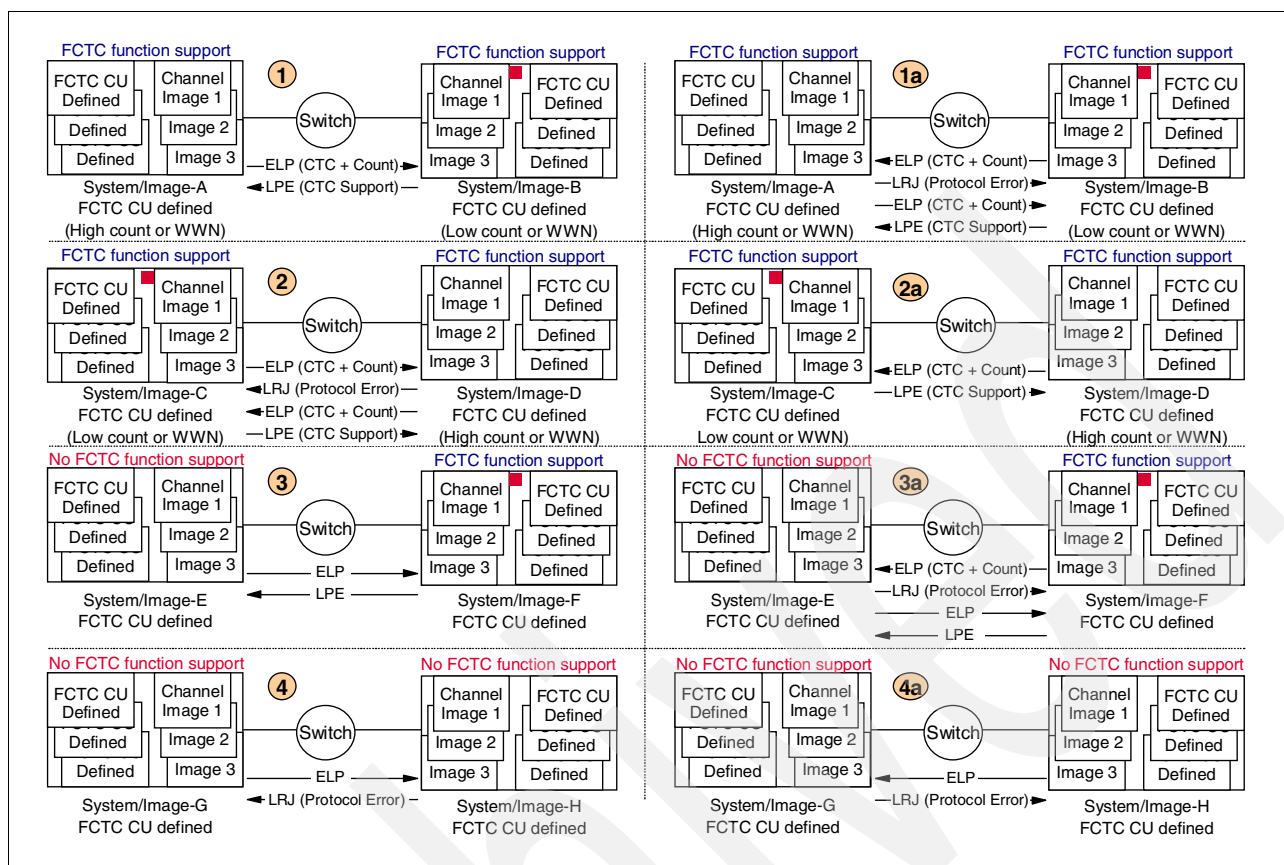 FCTC function support
FCTC function support
FCTC CU
Defined
Defined
Defined
Channel
Image 1
Image 2
Image 3
1
Switch
Channel
Image 1
Image 2
Image 3
FCTC CU
Defined
Defined
Defined
ELP (CTC + Count)
LPE (CTC Support)
System/Image-A
FCTC CU defined
(High count or WWN)
System/Image-B
FCTC CU defined
(Low count or WWN)
FCTC function support
FCTC function support
FCTC CU
Defined
Defined
Defined
Channel
Image 1
Image 2
Image 3
1a
Switch
Channel
Image 1
Image 2
Image 3
FCTC CU
Defined
Defined
Defined
ELP (CTC + Count)
LRJ (Protocol Error)
ELP (CTC + Count)
LPE (CTC Support)
System/Image-A
FCTC CU defined
(High count or WWN)
System/Image-B
FCTC CU defined
(Low count or WWN)
FCTC function support
FCTC function support
FCTC CU
Defined
Defined
Defined
Channel
Image 1
Image 2
Image 3
2
Switch
Channel
Image 1
Image 2
Image 3
FCTC CU
Defined
Defined
Defined
ELP (CTC + Count)
LRJ (Protocol Error)
ELP (CTC + Count)
LPE (CTC Support)
System/Image-C
FCTC CU defined
(Low count or WWN)
System/Image-D
FCTC CU defined
(High count or WWN)
FCTC function support
FCTC function support
FCTC CU
Defined
Defined
Defined
Channel
Image 1
Image 2
Image 3
2a
Switch
Channel
Image 1
Image 2
Image 3
FCTC CU
Defined
Defined
Defined
ELP (CTC + Count)
LPE (CTC Support)
System/Image-C
FCTC CU defined
Low count or WWN)
System/Image-D
FCTC CU defined
(High count or WWN)
No FCTC function support
FCTC function support
FCTC CU
Defined
Defined
Defined
Channel
Image 1
Image 2
Image 3
3
Switch
Channel
Image 1
Image 2
Image 3
FCTC CU
Defined
Defined
Defined
ELP
LPE
System/Image-E
FCTC CU defined
System/Image-F
FCTC CU defined
No FCTC function support
FCTC function support
FCTC CU
Defined
Defined
Defined
Channel
Image 1
Image 2
Image 3
3a
Switch
Channel
Image 1
Image 2
Image 3
FCTC CU
Defined
Defined
Defined
ELP (CTC + Count)
LRJ (Protocol Error)
ELP
LPE
System/Image-E
FCTC CU defined
System/Image-F
FCTC CU defined
No FCTC function support
No FCTC function support
FCTC CU
Defined
Defined
Defined
Channel
Image 1
Image 2
Image 3
4
Switch
Channel
Image 1
Image 2
Image 3
FCTC CU
Defined
Defined
Defined
ELP
LRJ (Protocol Error)
System/Image-G
FCTC CU defined
System/Image-H
FCTC CU defined
No FCTC function support
No FCTC function support
FCTC CU
Defined
Defined
Defined
Channel
Image 1
Image 2
Image 3
4a
Switch
Channel
Image 1
Image 2
Image 3
FCTC CU
Defined
Defined
Defined
ELP
LRJ (Protocol Error)
System/Image-G
FCTC CU defined
System/Image-H
FCTC CU defined